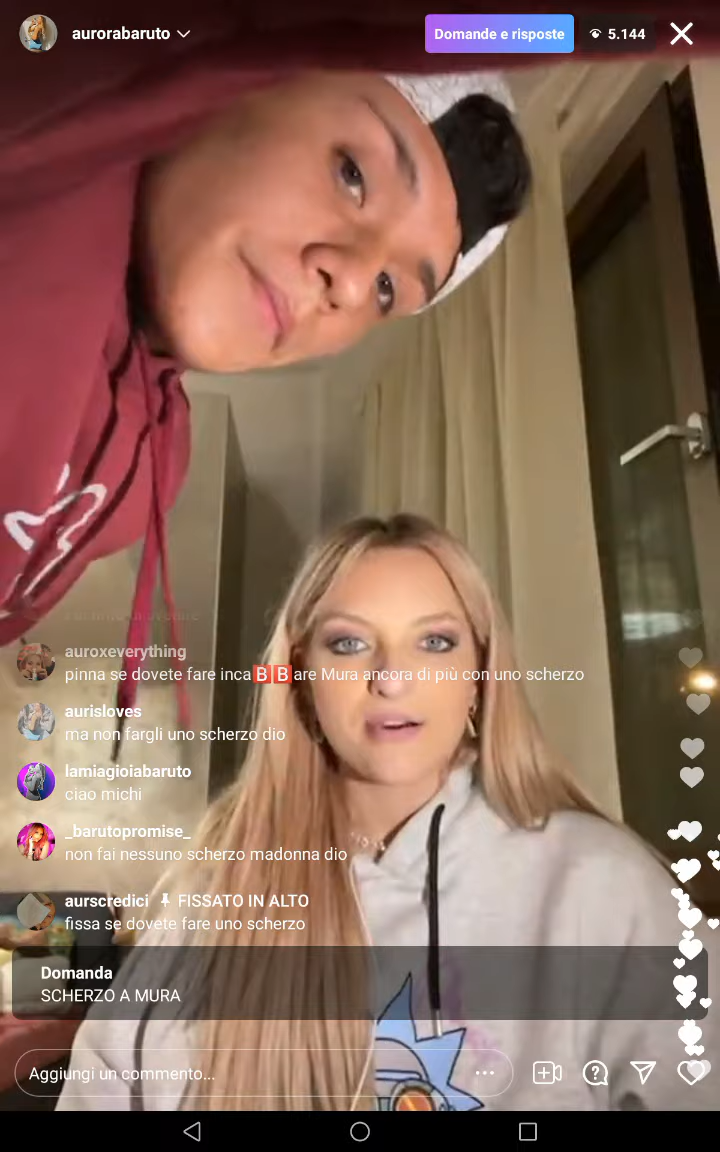 aurorabaruto
Domande e risposte
5.144
auroxeverything
pinna se dovete fare inca🅱🅱are Mura ancora di più con uno scherzo
aurisloves
ma non fargli uno scherzo dio
lamiagioiabaruto
ciao michi
_barutopromise_
non fai nessuno scherzo madonna dio
aurscredici FISSATO IN ALTO
fissa se dovete fare uno scherzo
Domanda
SCHERZO A MURA
Aggiungi un commento...